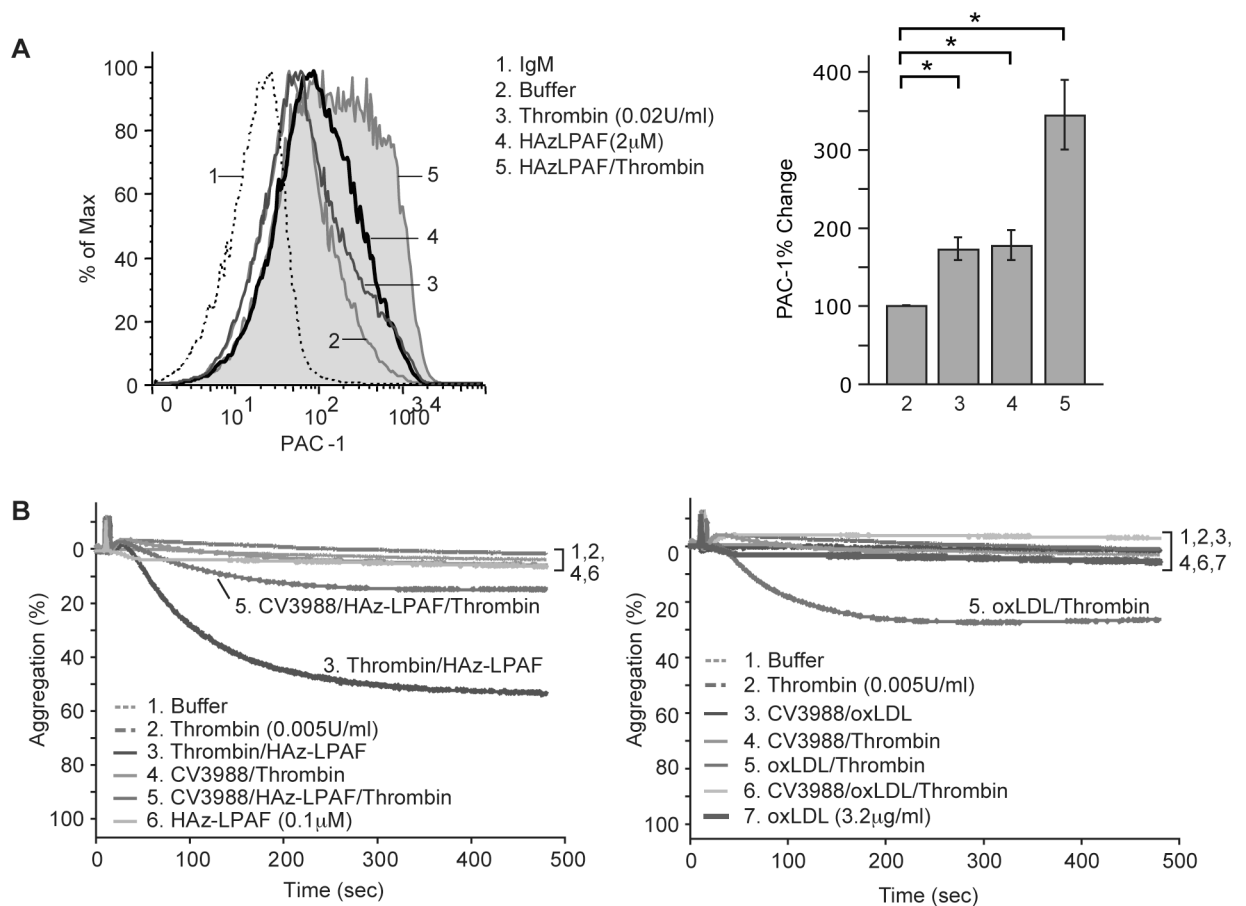 A
100
80
60
40
20
0
% of Max
0 10¹ 10² 10³ 10⁴
PAC -1
1
5
4
3
2
1. IgM
2. Buffer
3. Thrombin (0.02U/ml)
4. HAzLPAF(2μM)
5. HAzLPAF/Thrombin
PAC-1% Change
400
350
200
100
0
* 
*
*
2 3 4 5
B
Aggregation (%)
0
20
40
60
80
100
1,2,
4,6
5. CV3988/HAz-LPAF/Thrombin
3. Thrombin/HAz-LPAF
1. Buffer
2. Thrombin (0.005U/ml)
3. Thrombin/HAz-LPAF
4. CV3988/Thrombin
5. CV3988/HAz-LPAF/Thrombin
6. HAz-LPAF (0.1μM)
0 100 200 300 400 500
Time (sec)
Aggregation (%)
0
20
40
60
80
100
1,2,3,
4,6,7
5. oxLDL/Thrombin
1. Buffer
2. Thrombin (0.005U/ml)
3. CV3988/oxLDL
4. CV3988/Thrombin
5. oxLDL/Thrombin
6. CV3988/oxLDL/Thrombin
7. oxLDL (3.2μg/ml)
0 100 200 300 400 500
Time (sec)